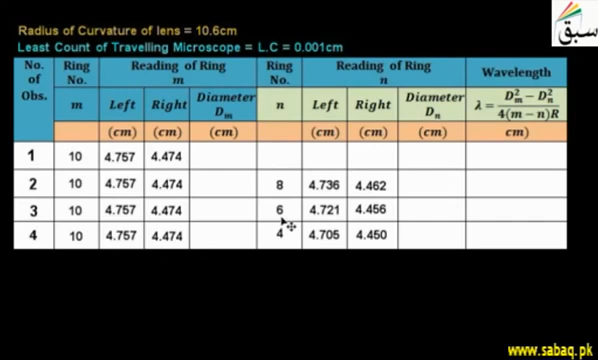 سبق
Radius of Curvature of lens = 10.6cm
Least Count of Travelling Microscope = L.C = 0.001cm
No. of Obs. Ring No. Reading of Ring m Ring No. Reading of Ring n Wavelength
m Left Right Diameter Dₘ n Left Right Diameter Dₙ λ = (D²ₘ − D²ₙ) / 4(m − n)R
(cm) (cm) (cm) (cm) (cm) (cm) cm)
1 10 4.757 4.474
2 10 4.757 4.474 8 4.736 4.462
3 10 4.757 4.474 6 4.721 4.456
4 10 4.757 4.474 4 4.705 4.450
www.sabaq.pk